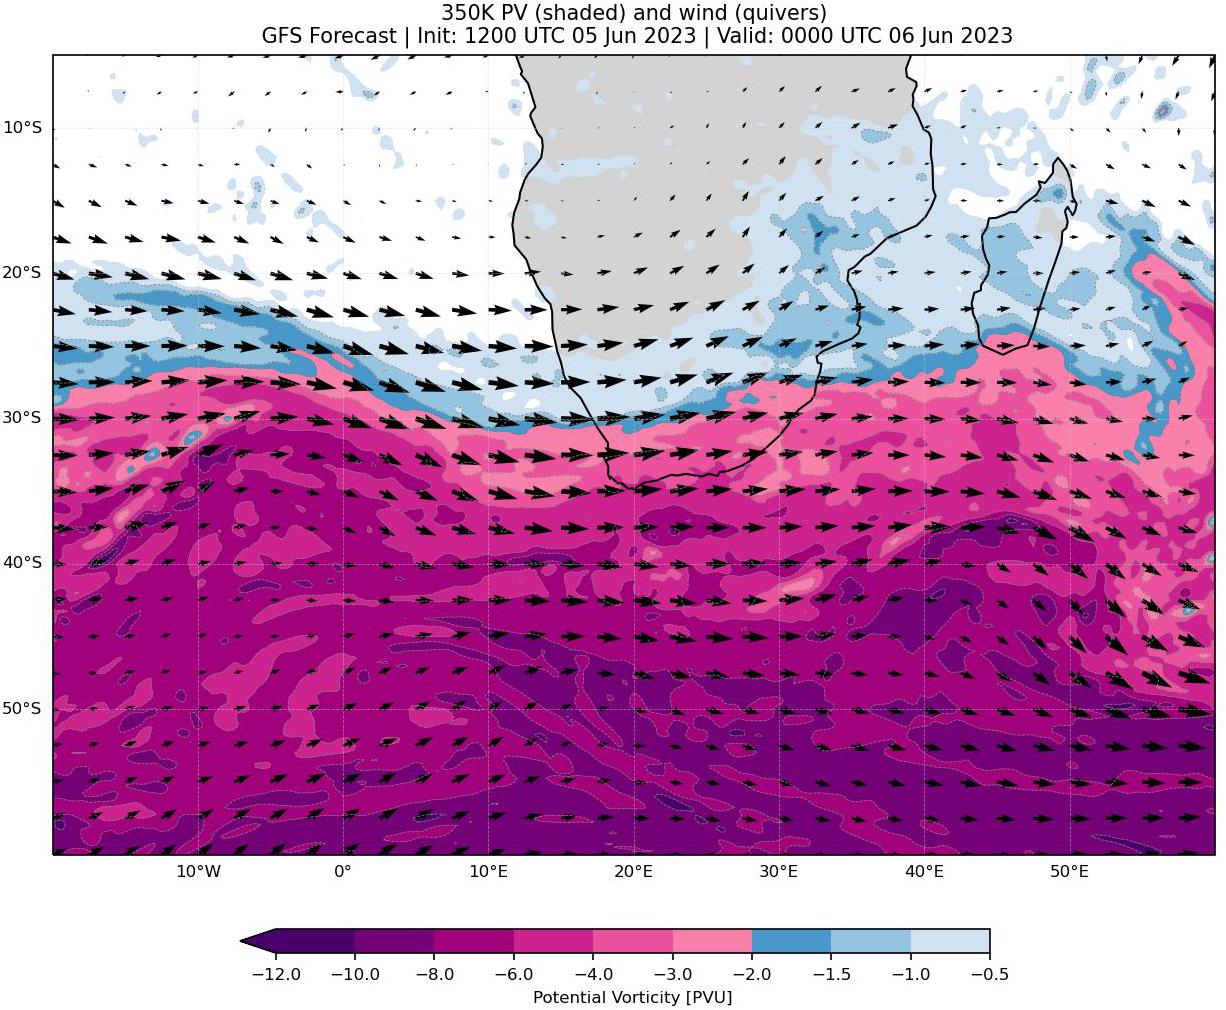 350K PV (shaded) and wind (quivers)
GFS Forecast | Init: 1200 UTC 05 Jun 2023 | Valid: 0000 UTC 06 Jun 2023
10°S
20°S
30°S
40°S
50°S
10°W 0° 10°E 20°E 30°E 40°E 50°E
−12.0 −10.0 −8.0 −6.0 −4.0 −3.0 −2.0 −1.5 −1.0 −0.5
Potential Vorticity [PVU]